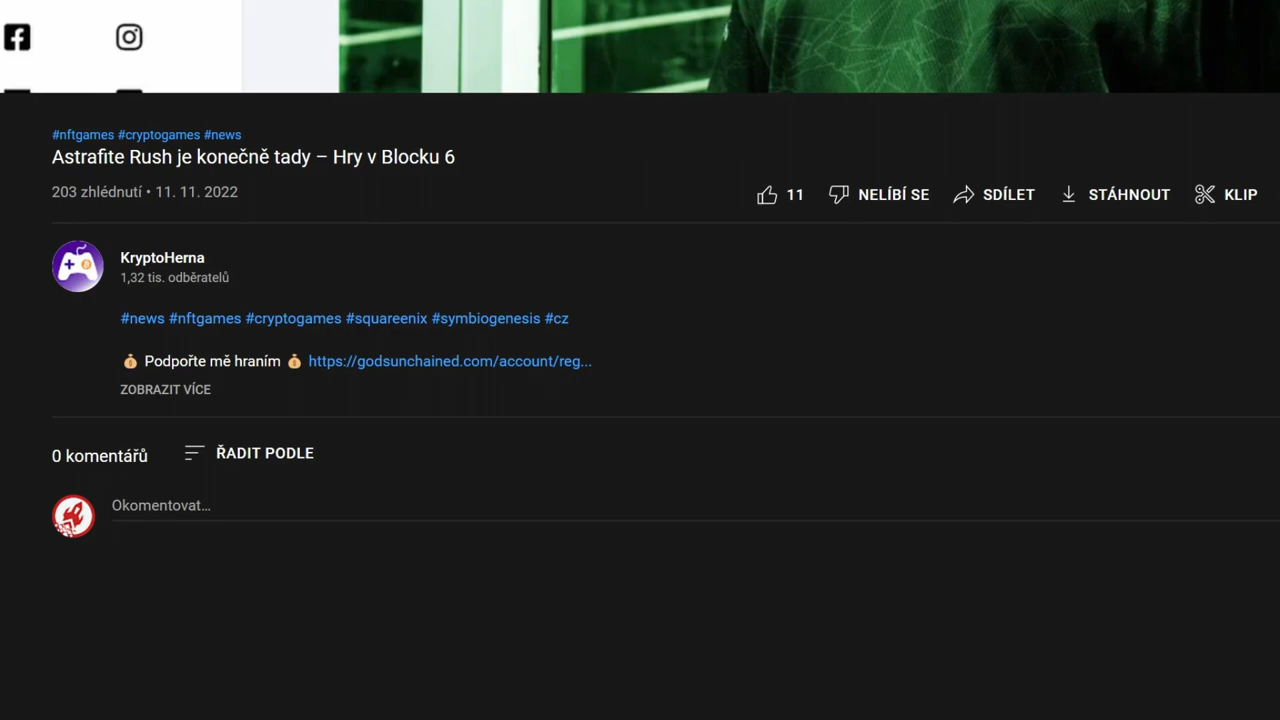 #nftgames #cryptogames #news
Astrafite Rush je konečně tady – Hry v Blocku 6
203 zhlédnutí • 11. 11. 2022
11 NELÍBÍ SE SDÍLET STÁHNOUT KLIP
KryptoHerna
1,32 tis. odběratelů
#news #nftgames #cryptogames #squareenix #symbiogenesis #cz
Podpořte mě hraním https://godsunchained.com/account/reg...
ZOBRAZIT VÍCE
0 komentářů ŘADIT PODLE
Okomentovat...